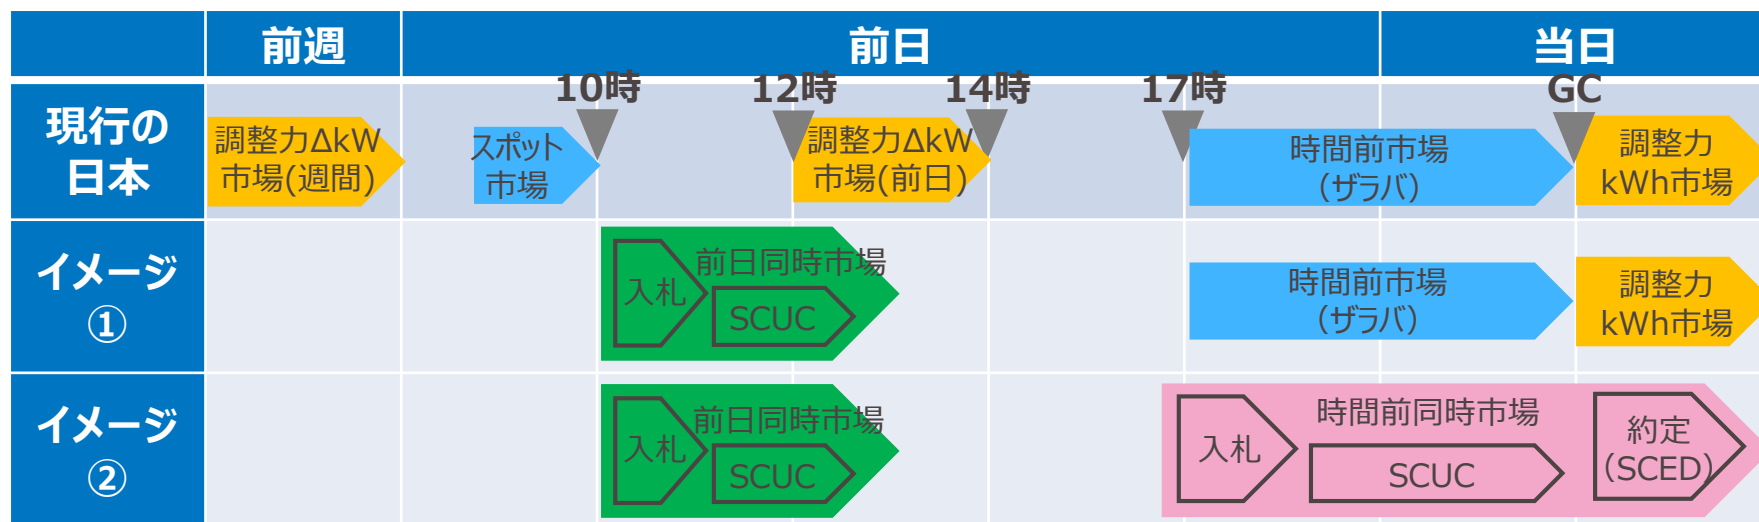 前週
前日
当日
10時
12時
14時
17時
GC
現行の
日本
調整力ΔkW
市場(週間)
スポット
市場
調整力ΔkW
市場(前日)
時間前市場
(ザラバ)
調整力
kWh市場
イメージ
①
前日同時市場
入札
SCUC
時間前市場
(ザラバ)
調整力
kWh市場
イメージ
②
前日同時市場
入札
SCUC
時間前同時市場
入札
SCUC
約定
(SCED)